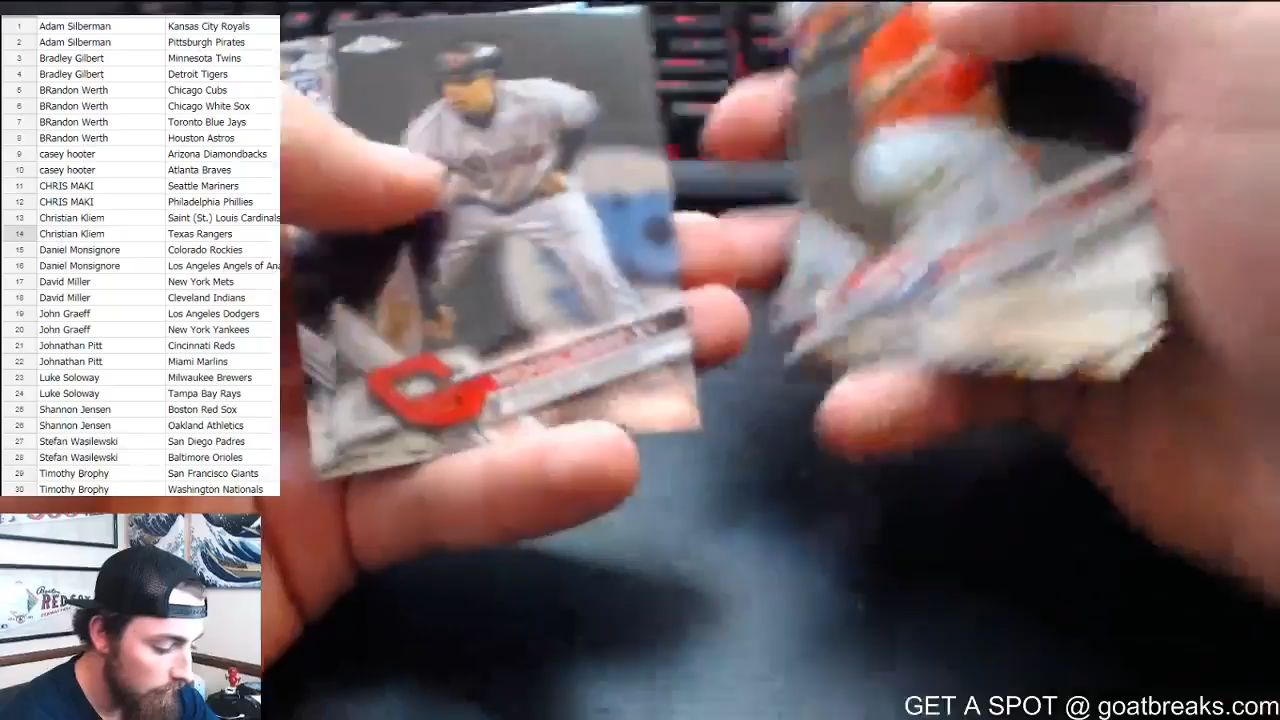 1 Adam Silberman Kansas City Royals
2 Adam Silberman Pittsburgh Pirates
3 Bradley Gilbert Minnesota Twins
4 Bradley Gilbert Detroit Tigers
5 BRandon Werth Chicago Cubs
6 BRandon Werth Chicago White Sox
7 BRandon Werth Toronto Blue Jays
8 BRandon Werth Houston Astros
9 casey hooter Arizona Diamondbacks
10 casey hooter Atlanta Braves
11 CHRIS MAKI Seattle Mariners
12 CHRIS MAKI Philadelphia Phillies
13 Christian Kliem Saint (St.) Louis Cardinals
14 Christian Kliem Texas Rangers
15 Daniel Monsignore Colorado Rockies
16 Daniel Monsignore Los Angeles Angels of Ana
17 David Miller New York Mets
18 David Miller Cleveland Indians
19 John Graeff Los Angeles Dodgers
20 John Graeff New York Yankees
21 Johnathan Pitt Cincinnati Reds
22 Johnathan Pitt Miami Marlins
23 Luke Soloway Milwaukee Brewers
24 Luke Soloway Tampa Bay Rays
25 Shannon Jensen Boston Red Sox
26 Shannon Jensen Oakland Athletics
27 Stefan Wasilewski San Diego Padres
28 Stefan Wasilewski Baltimore Orioles
29 Timothy Brophy San Francisco Giants
30 Timothy Brophy Washington Nationals
C
Boston
RED SOX
GET A SPOT @ goatbreaks.com